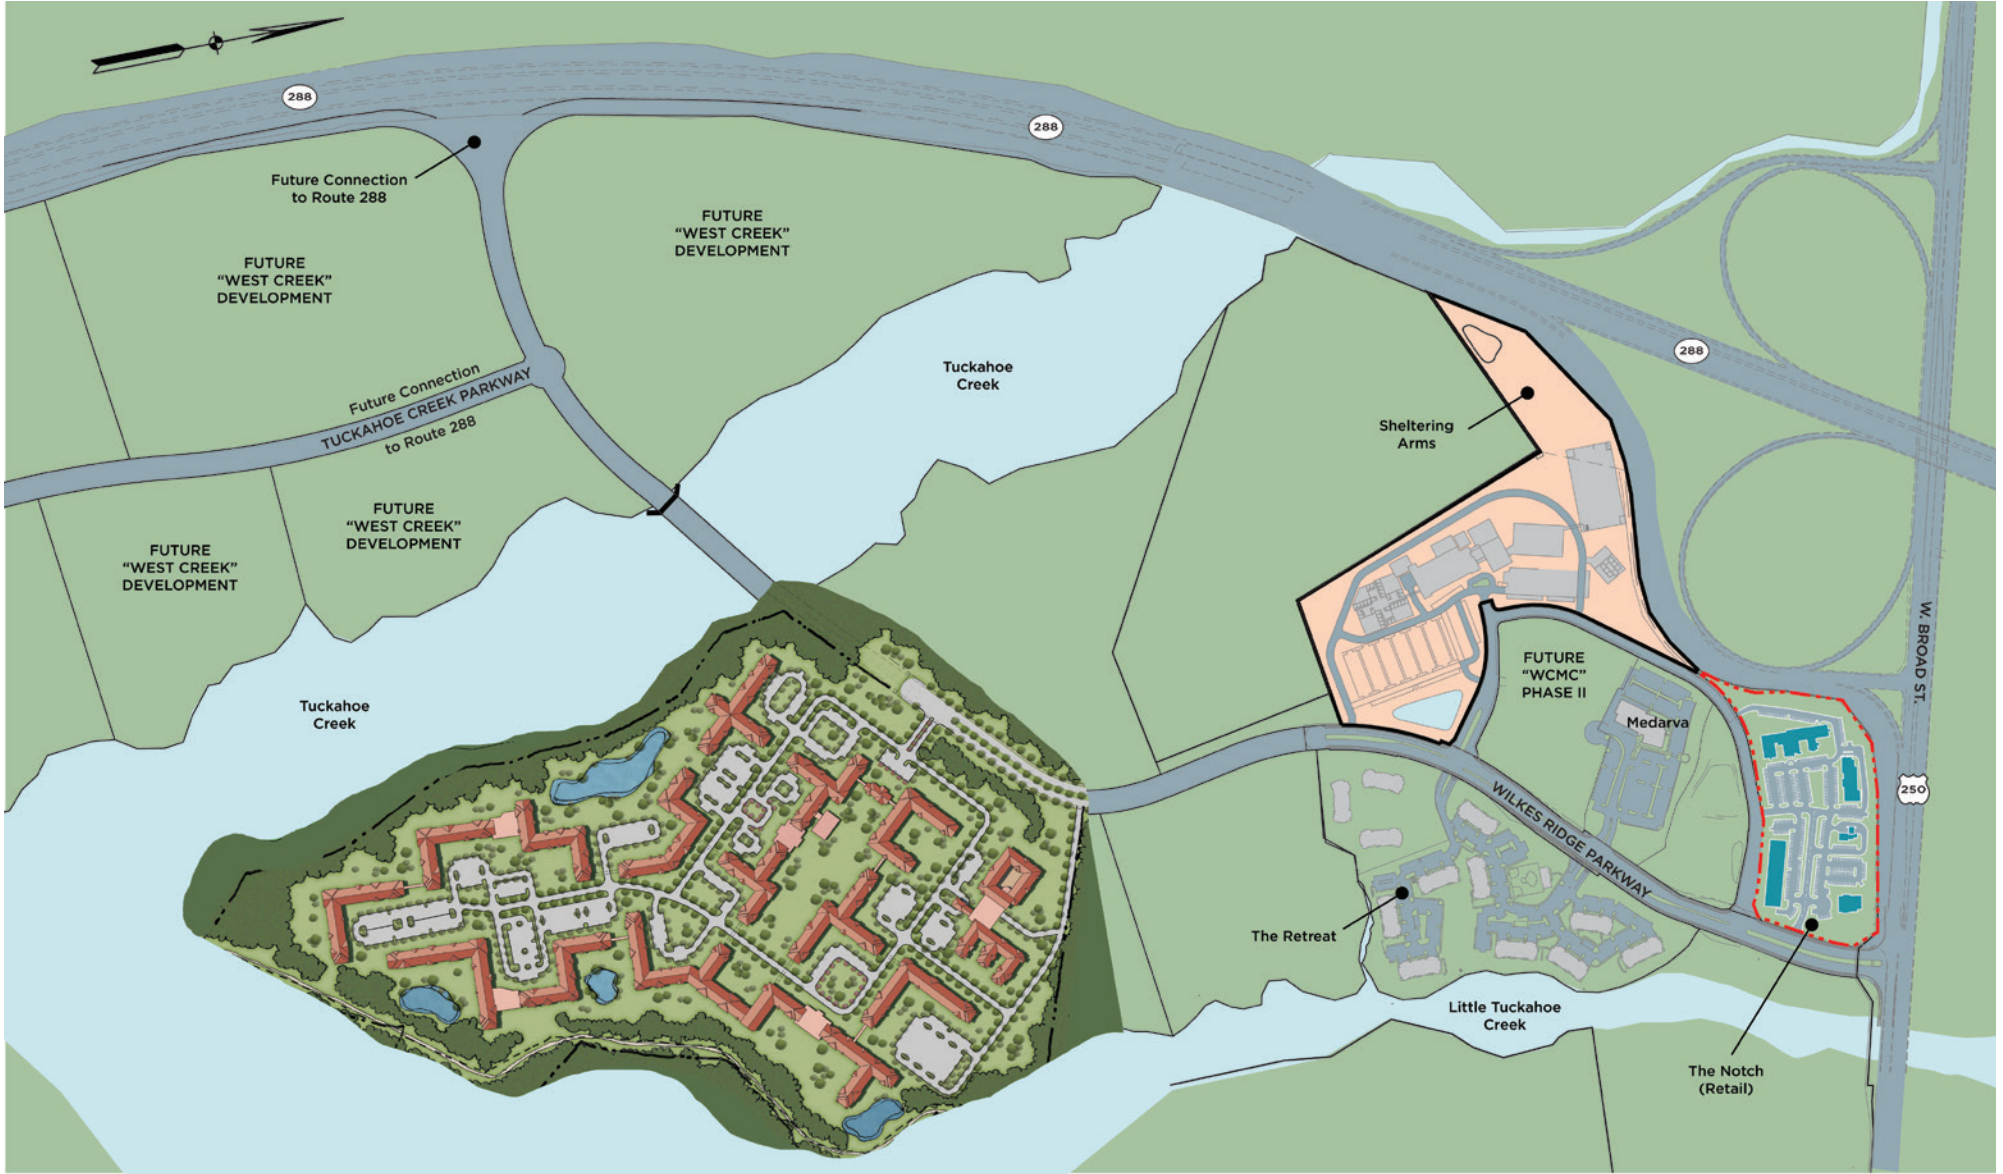 288
288
Future Connection
to Route 288
FUTURE
“WEST CREEK”
DEVELOPMENT
FUTURE
“WEST CREEK”
DEVELOPMENT
Tuckahoe
Creek
288
Future Connection
TUCKAHOE CREEK PARKWAY
to Route 288
Sheltering
Arms
FUTURE
“WEST CREEK”
DEVELOPMENT
FUTURE
“WEST CREEK”
DEVELOPMENT
W. BROAD ST.
FUTURE
“WCMC”
PHASE II
Tuckahoe
Creek
Medarva
250
WILKES RIDGE PARKWAY
The Retreat
Little Tuckahoe
Creek
The Notch
(Retail)